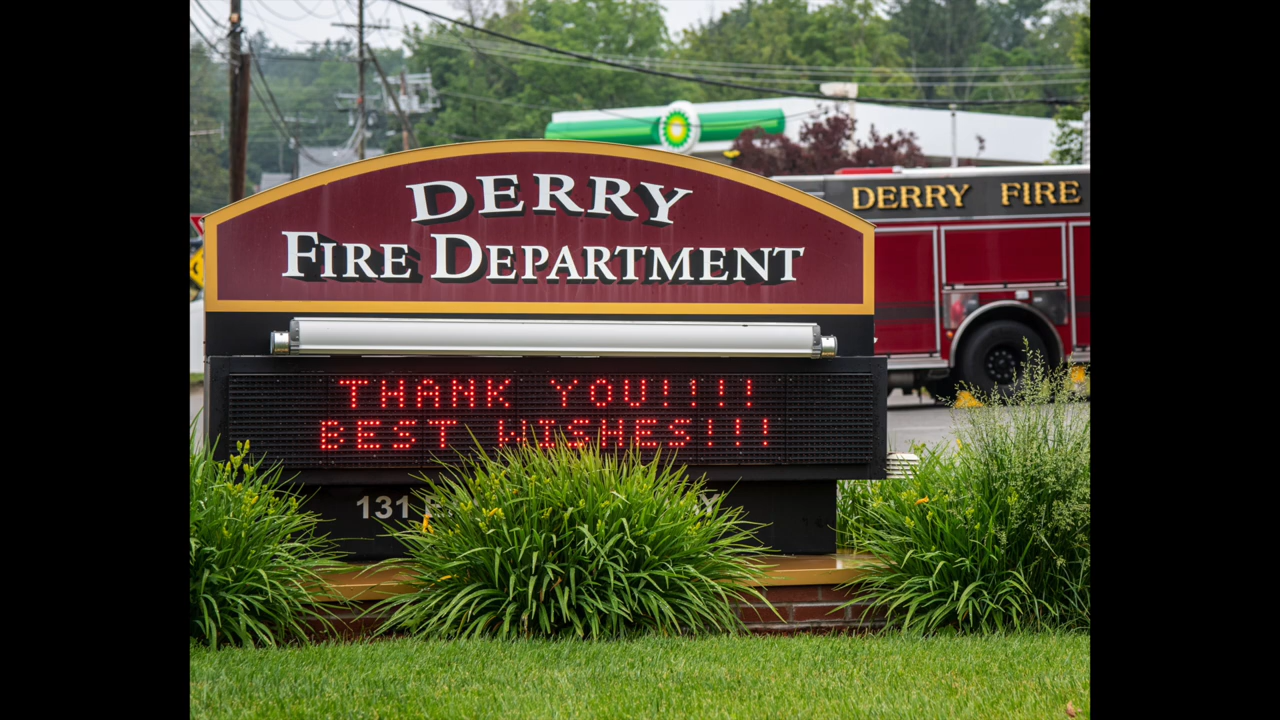 DERRY
FIRE DEPARTMENT
DERRY FIRE
THANK YOU!!!!
BEST WISHES!!!
131